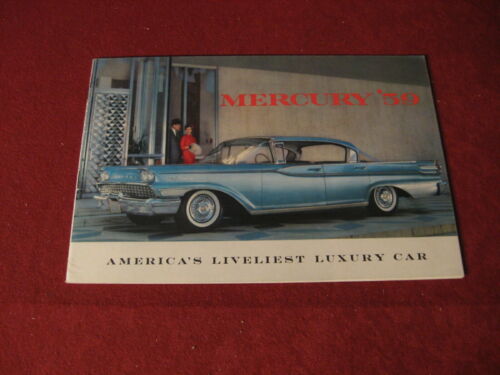 MERCURY '59
AMERICA'S LIVELIEST LUXURY CAR